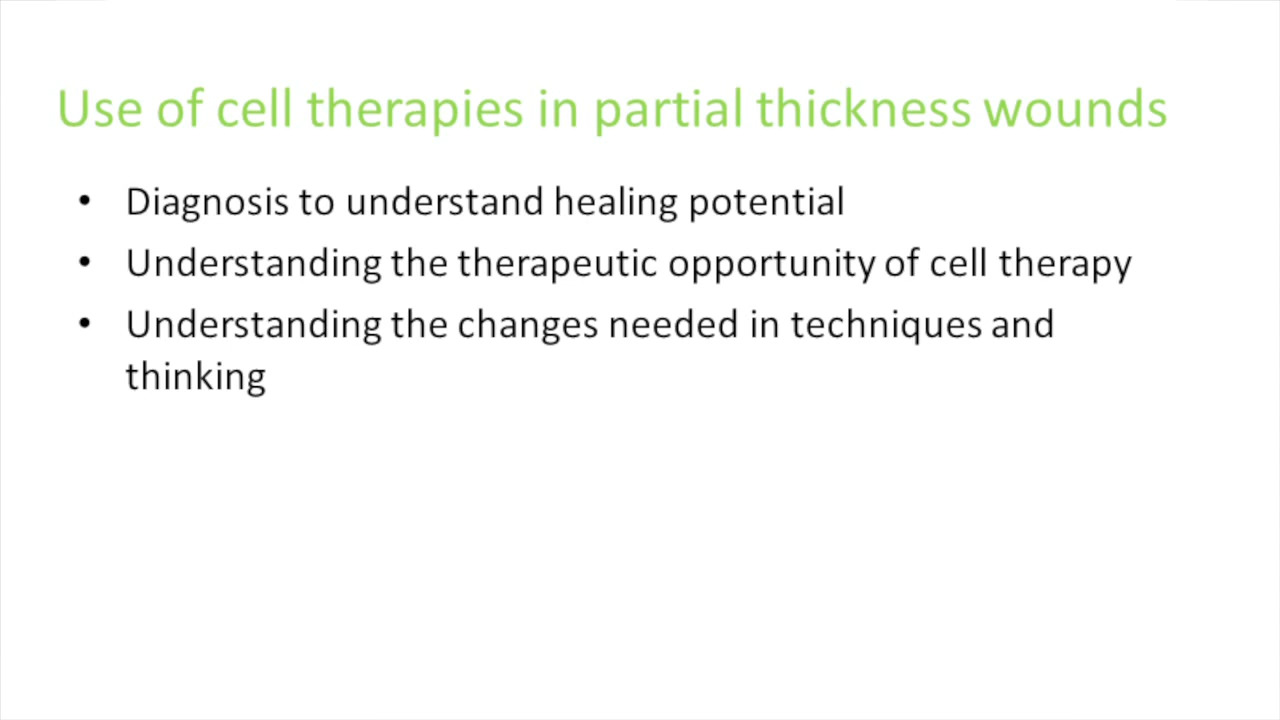 Use of cell therapies in partial thickness wounds
• Diagnosis to understand healing potential
• Understanding the therapeutic opportunity of cell therapy
• Understanding the changes needed in techniques and
thinking